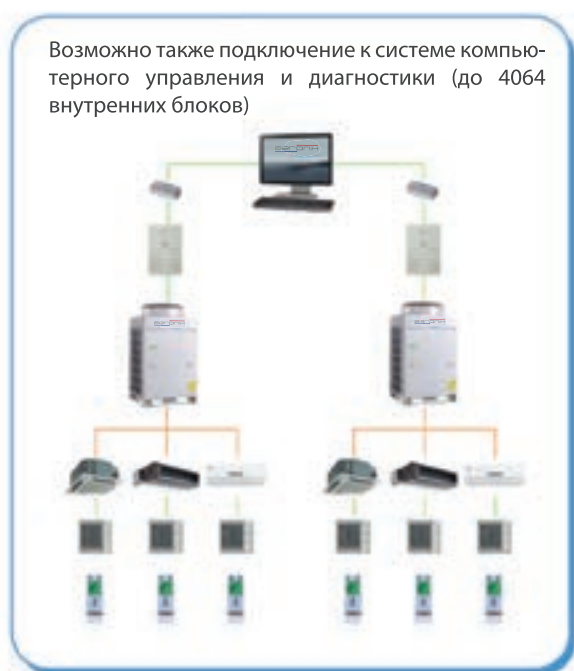 Возможно также подключение к системе компью-
терного управления и диагностики (до 4064
внутренних блоков)